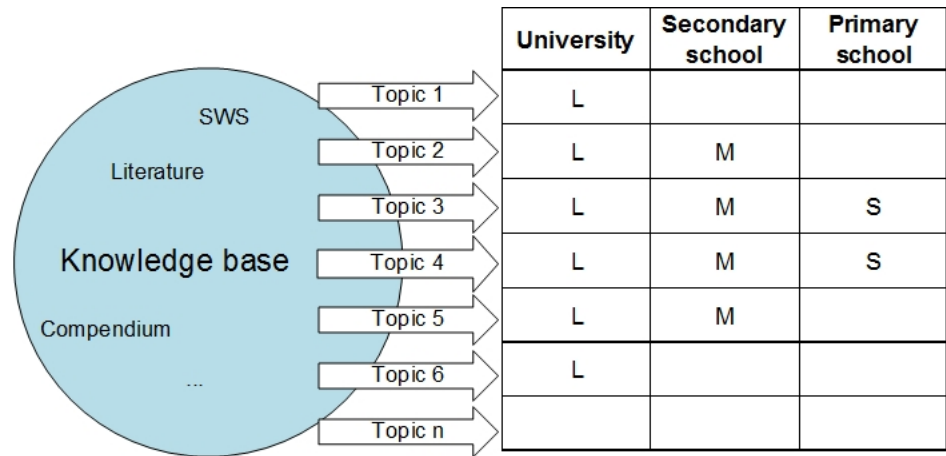 SWS
Literature
Knowledge base
Compendium
...
Topic 1
Topic 2
Topic 3
Topic 4
Topic 5
Topic 6
Topic n
University Secondary school Primary school
L
L M
L M S
L M S
L M
L